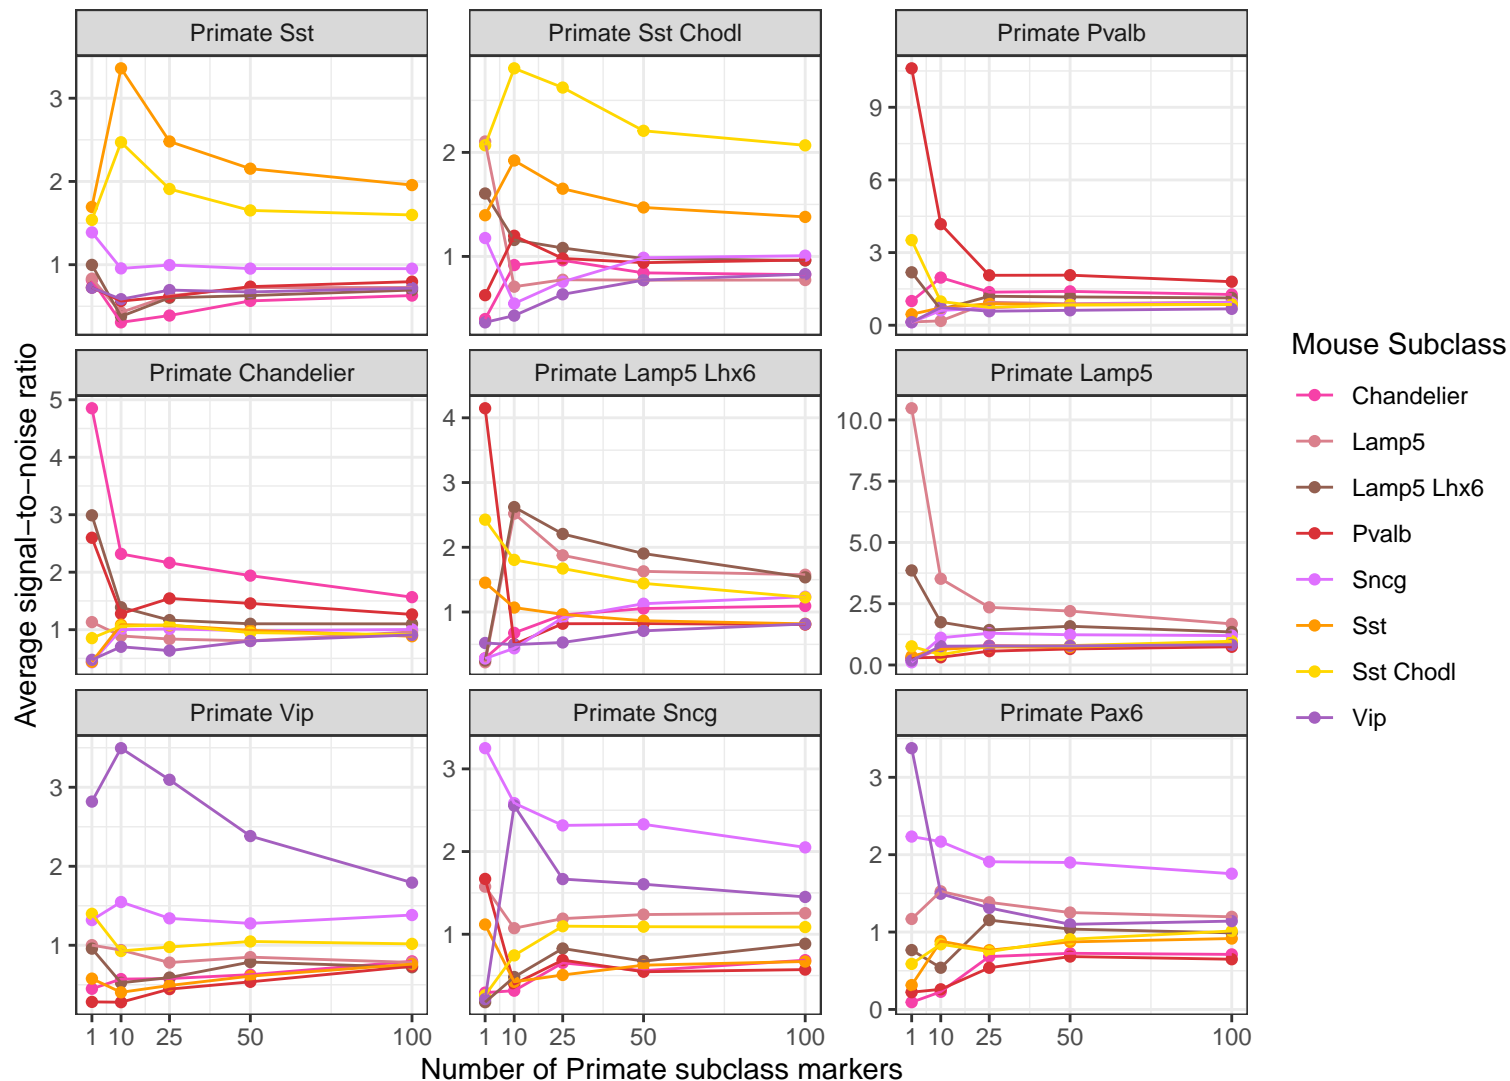 Primate Sst
Primate Sst Chodl
Primate Pvalb
3
2
1
2
1
9
6
3
0
Primate Chandelier
Primate Lamp5 Lhx6
Primate Lamp5
5
4
3
2
1
4
3
2
1
10.0
7.5
5.0
2.5
0.0
Primate Vip
Primate Sncg
Primate Pax6
3
2
1
3
2
1
3
2
1
0
1 10 25 50 100
1 10 25 50 100
1 10 25 50 100
Number of Primate subclass markers
Average signal−to−noise ratio
Mouse Subclass
Chandelier
Lamp5
Lamp5 Lhx6
Pvalb
Sncg
Sst
Sst Chodl
Vip